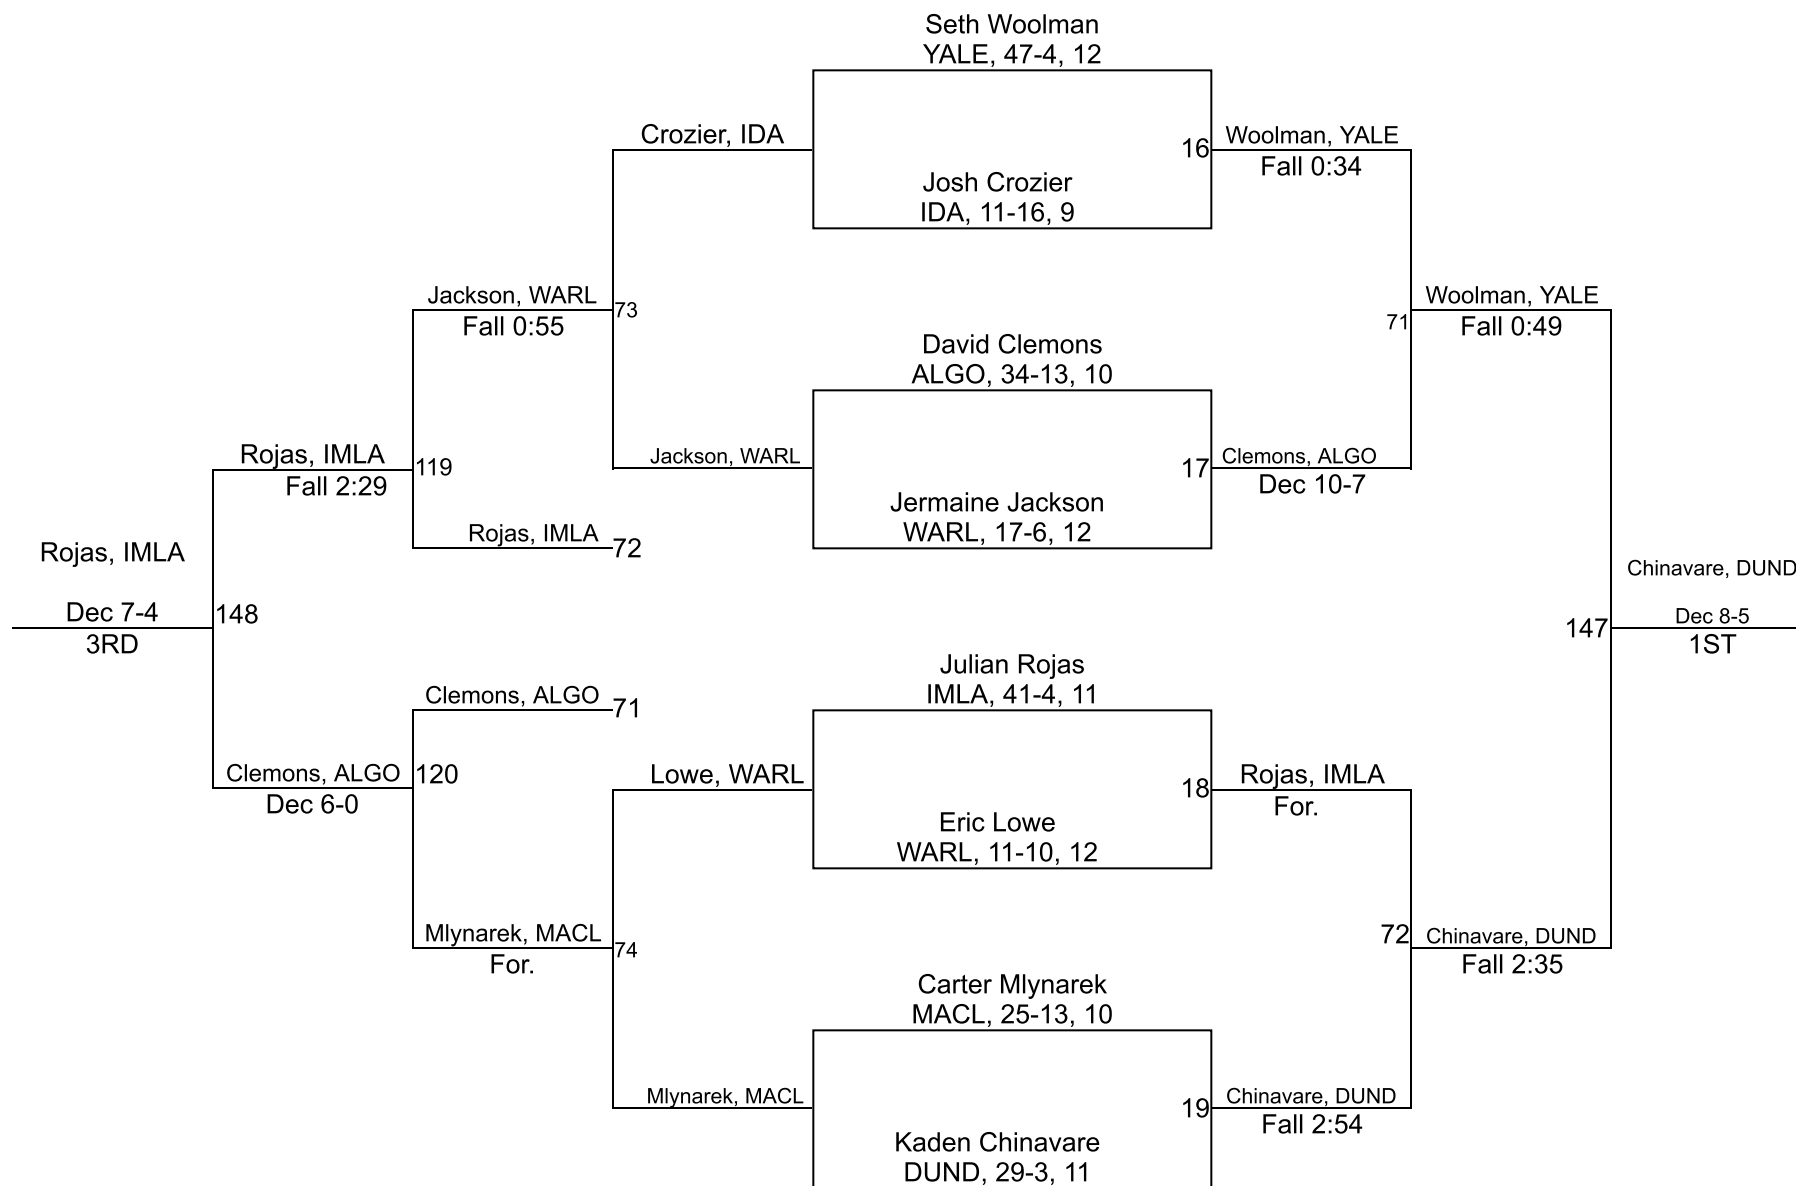 Seth Woolman
YALE, 47-4, 12
Crozier, IDA
16
Woolman, YALE
Fall 0:34
Josh Crozier
IDA, 11-16, 9
Jackson, WARL
Fall 0:55
73
71
Woolman, YALE
Fall 0:49
David Clemons
ALGO, 34-13, 10
Rojas, IMLA
Fall 2:29
119
Jackson, WARL
17
Clemons, ALGO
Dec 10-7
Jermaine Jackson
WARL, 17-6, 12
Rojas, IMLA
72
Rojas, IMLA
Dec 7-4
3RD
148
Chinavare, DUND
147
Dec 8-5
1ST
Julian Rojas
IMLA, 41-4, 11
Clemons, ALGO
71
Clemons, ALGO
Dec 6-0
120
Lowe, WARL
18
Rojas, IMLA
For.
Eric Lowe
WARL, 11-10, 12
Mlynarek, MACL
For.
74
72
Chinavare, DUND
Fall 2:35
Carter Mlynarek
MACL, 25-13, 10
Mlynarek, MACL
19
Chinavare, DUND
Fall 2:54
Kaden Chinavare
DUND, 29-3, 11